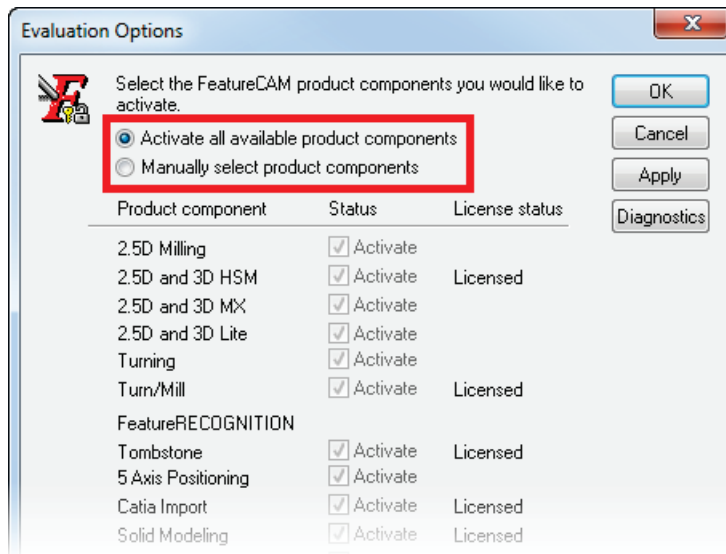 Evaluation Options
Select the FeatureCAM product components you would like to
activate.
OK
Activate all available product components
Cancel
Manually select product components
Apply
Product component Status License status
Diagnostics
2.5D Milling Activate
2.5D and 3D HSM Activate Licensed
2.5D and 3D MX Activate
2.5D and 3D Lite Activate
Turning Activate
Turn/Mill Activate Licensed
FeatureRECOGNITION
Tombstone Activate Licensed
5 Axis Positioning Activate
Catia Import Activate Licensed
Solid Modeling Activate Licensed